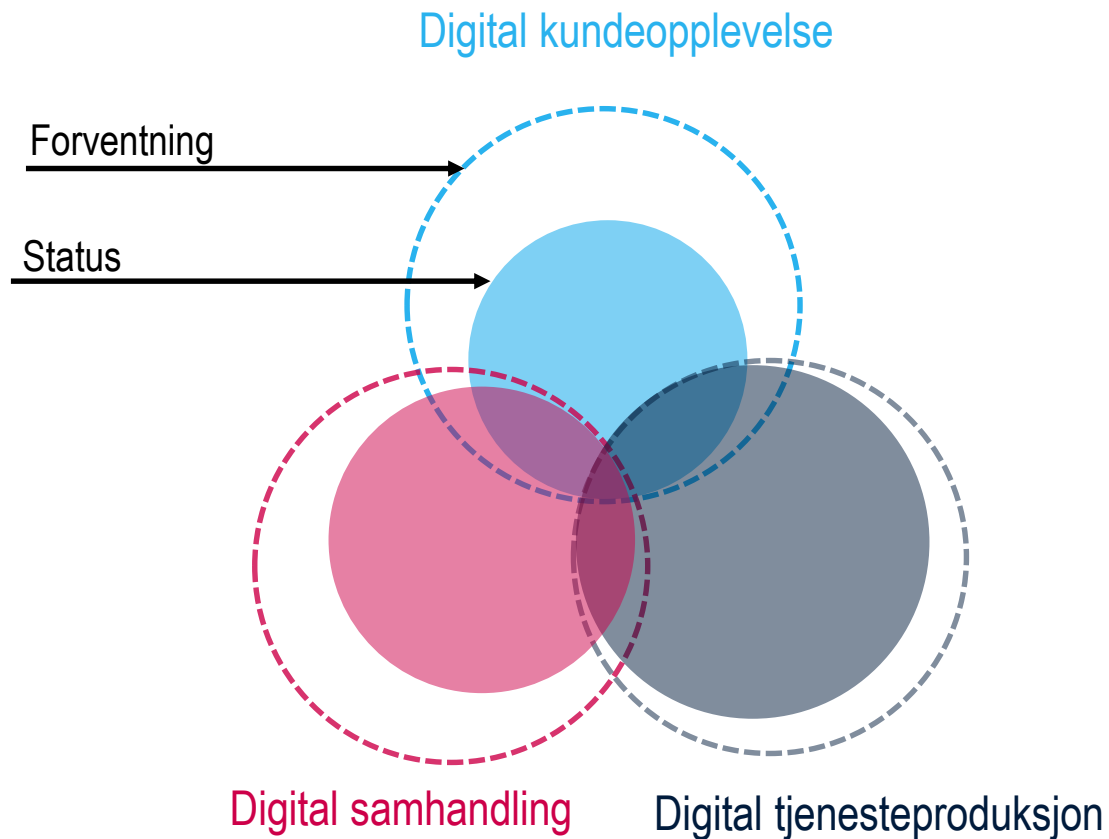 Digital kundeopplevelse
Forventning
Status
Digital samhandling
Digital tjenesteproduksjon